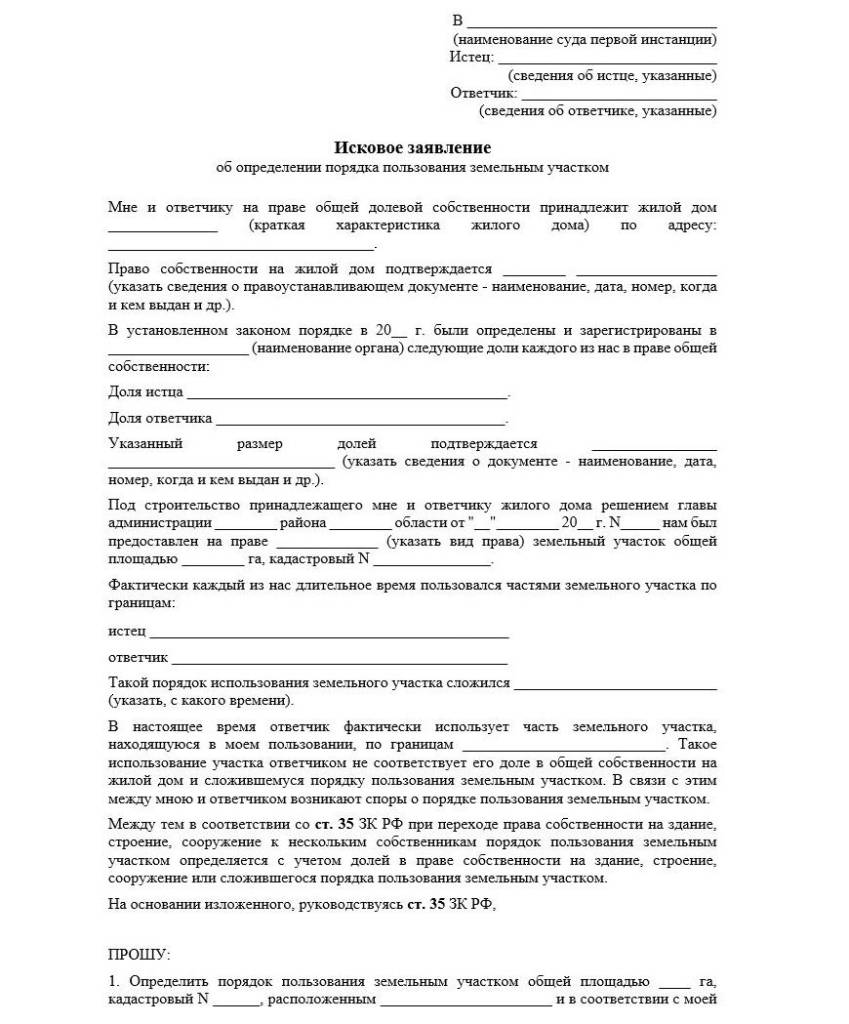 В ________________________________
(наименование суда первой инстанции)
Истец: ____________________________
(сведения об истце, указанные)
Ответчик: _________________________
(сведения об ответчике, указанные)
Исковое заявление
об определении порядка пользования земельным участком
Мне и ответчику на праве общей долевой собственности принадлежит жилой дом
______________ (краткая характеристика жилого дома) по адресу:
__________________________________.
Право собственности на жилой дом подтверждается ________ __________________
(указать сведения о правоустанавливающем документе - наименование, дата, номер, когда
и кем выдан и др.).
В установленном законом порядке в 20__ г. были определены и зарегистрированы в
__________________ (наименование органа) следующие доли каждого из нас в праве общей
собственности:
Доля истца _________________________________________.
Доля ответчика _____________________________________.
Указанный размер долей подтверждается ________________
_____________________________ (указать сведения о документе - наименование, дата,
номер, когда и кем выдан и др.).
Под строительство принадлежащего мне и ответчику жилого дома решением главы
администрации ________ района ________ области от "__"________ 20__ г. N_____ нам был
предоставлен на праве _____________ (указать вид права) земельный участок общей
площадью ________ га, кадастровый N _______________.
Фактически каждый из нас длительное время пользовался частями земельного участка по
границам:
истец ______________________________________________
ответчик ___________________________________________
Такой порядок использования земельного участка сложился __________________________
(указать, с какого времени).
В настоящее время ответчик фактически использует часть земельного участка,
находящуюся в моем пользовании, по границам __________________________. Такое
использование участка ответчиком не соответствует его доле в общей собственности на
жилой дом и сложившемуся порядку пользования земельным участком. В связи с этим
между мною и ответчиком возникают споры о порядке пользования земельным участком.
Между тем в соответствии со ст. 35 ЗК РФ при переходе права собственности на здание,
строение, сооружение к нескольким собственникам порядок пользования земельным
участком определяется с учетом долей в праве собственности на здание, строение,
сооружение или сложившегося порядка пользования земельным участком.
На основании изложенного, руководствуясь ст. 35 ЗК РФ,
ПРОШУ:
1. Определить порядок пользования земельным участком общей площадью ____ га,
кадастровый N ______, расположенным ______________________ и в соответствии с моей